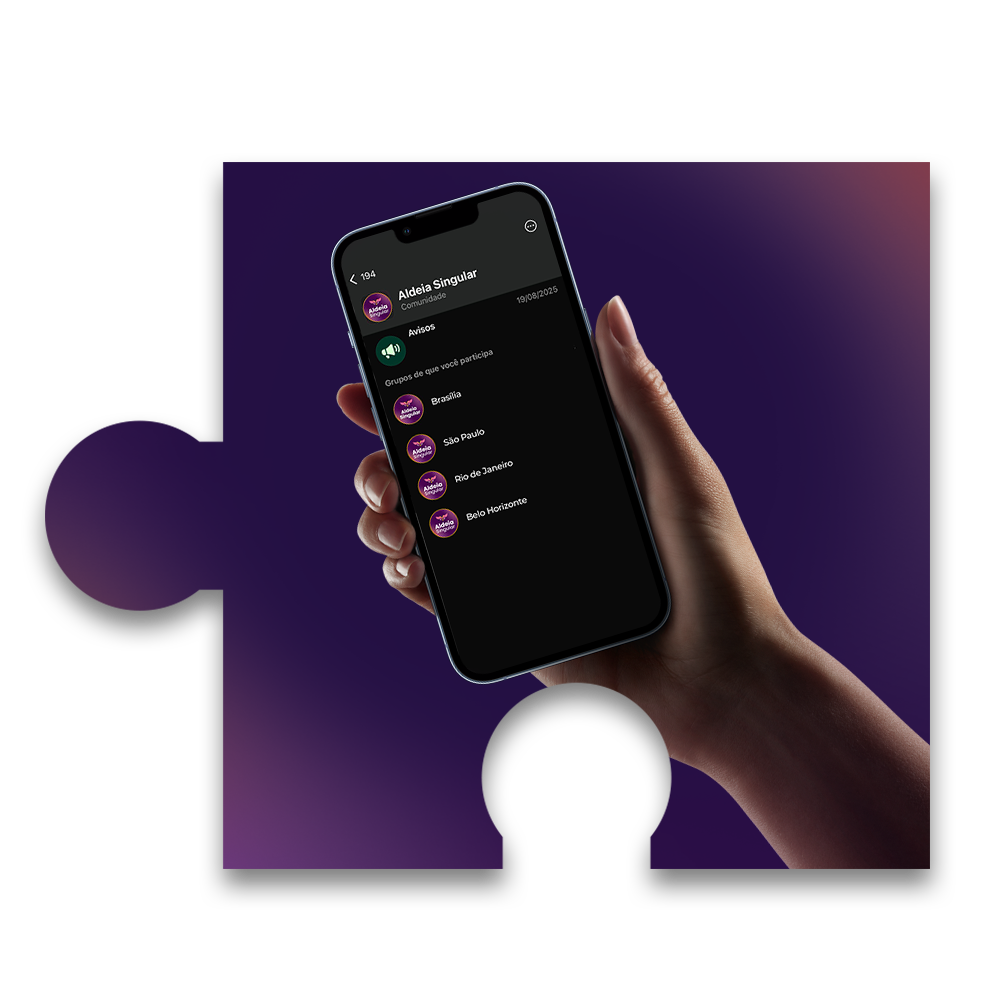 194
Aldeia Singular
Comunidade
Aldeia
Singular
19/08/2025
Avisos
Grupos de que você participa
Aldeia
Singular
Brasília
Aldeia
Singular
São Paulo
Aldeia
Singular
Rio de Janeiro
Aldeia
Singular
Belo Horizonte